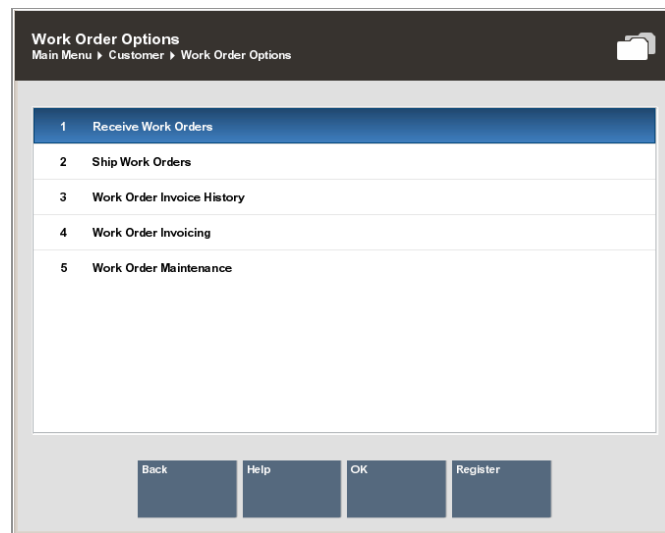 Work Order Options
Main Menu ▸ Customer ▸ Work Order Options
1 Receive Work Orders
2 Ship Work Orders
3 Work Order Invoice History
4 Work Order Invoicing
5 Work Order Maintenance
Back Help OK Register